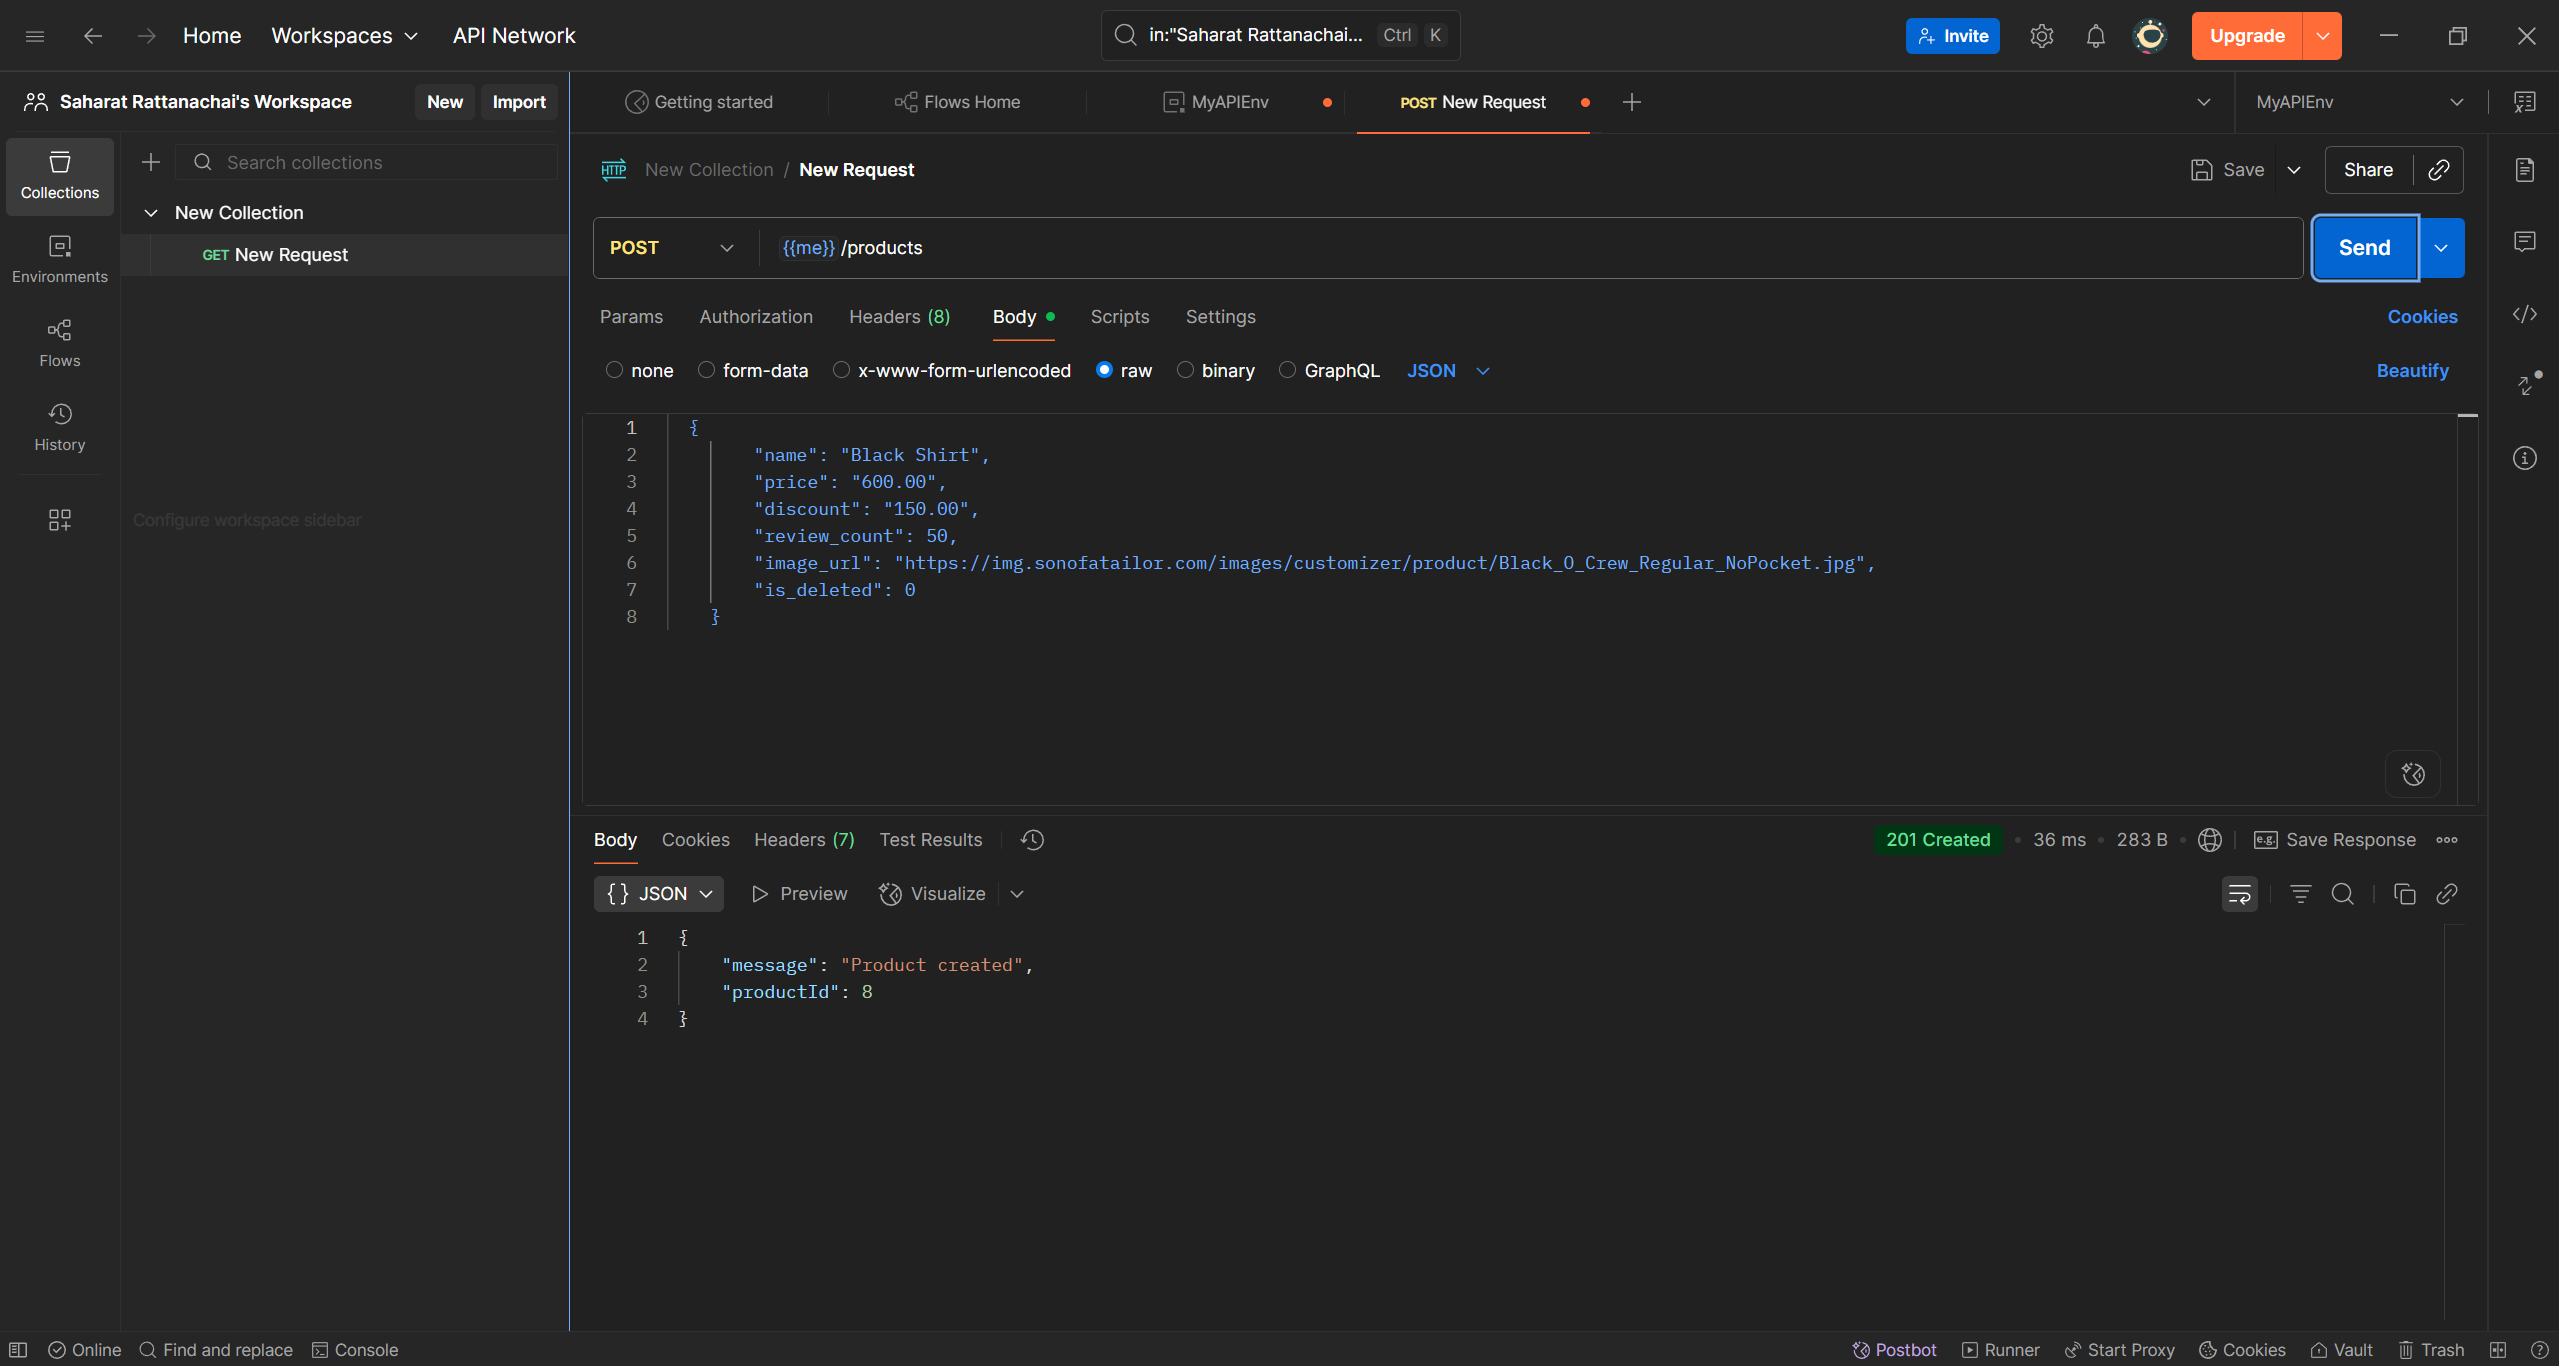 Home Workspaces API Network
in:"Saharat Rattanachai... Ctrl K
Invite Upgrade
Saharat Rattanachai's Workspace New Import
Getting started Flows Home MyAPIEnv POST New Request MyAPIEnv
Collections
Environments
Flows
History
Search collections
New Collection
GET New Request
Configure workspace sidebar
HTTP New Collection / New Request Save Share
POST {{me}} /products Send
Params Authorization Headers (8) Body Scripts Settings Cookies
none form-data x-www-form-urlencoded raw binary GraphQL JSON Beautify
1 {
2 "name": "Black Shirt",
3 "price": "600.00",
4 "discount": "150.00",
5 "review_count": 50,
6 "image_url": "https://img.sonofatailor.com/images/customizer/product/Black_O_Crew_Regular_NoPocket.jpg",
7 "is_deleted": 0
8 }
Body Cookies Headers (7) Test Results 201 Created • 36 ms • 283 B • e.g. Save Response
{} JSON Preview Visualize
1 {
2 "message": "Product created",
3 "productId": 8
4 }
Online Find and replace Console Postbot Runner Start Proxy Cookies Vault Trash